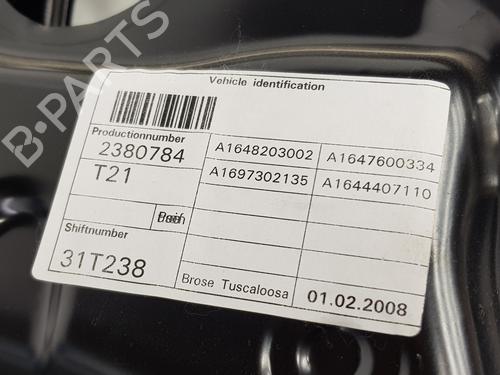 B-PARTS
Vehicle identification
Productionnumber
2380784
A1648203002 A1647600334
T21
A1697302135 A1644407110
Shiftnumber
31T238
Brose Tuscaloosa 01.02.2008